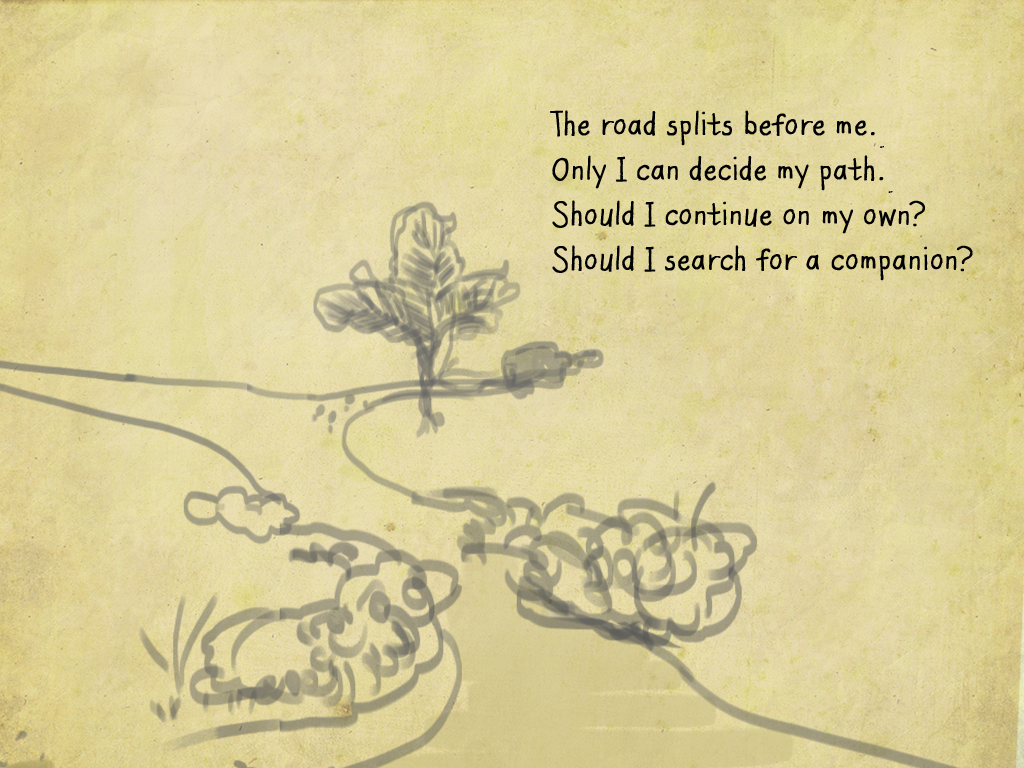 The road splits before me.
Only I can decide my path.
Should I continue on my own?
Should I search for a companion?